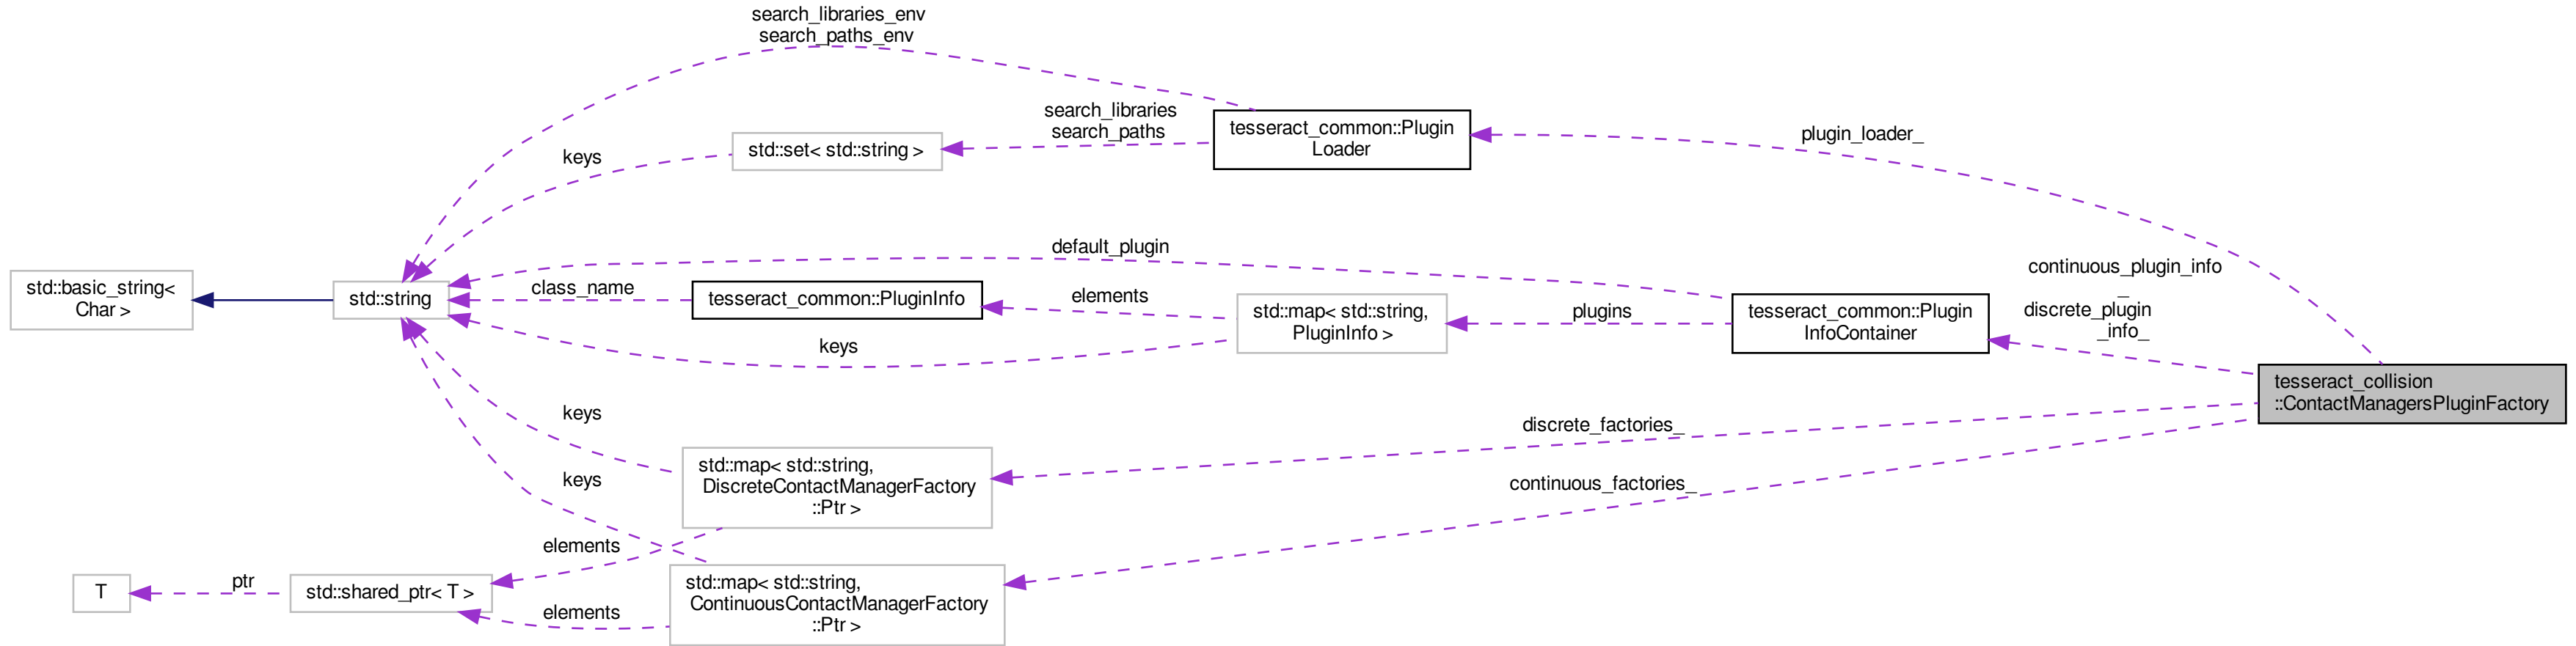 search_libraries_env
search_paths_env
search_libraries
search_paths
tesseract_common::Plugin
Loader
plugin_loader_
std::set< std::string >
keys
default_plugin
continuous_plugin_info
_
discrete_plugin
_info_
std::basic_string<
Char >
std::string
class_name
tesseract_common::PluginInfo
elements
std::map< std::string,
PluginInfo >
plugins
tesseract_common::Plugin
InfoContainer
keys
tesseract_collision
::ContactManagersPluginFactory
keys
discrete_factories_
std::map< std::string,
DiscreteContactManagerFactory
::Ptr >
keys
continuous_factories_
elements
T
ptr
std::shared_ptr< T >
elements
std::map< std::string,
ContinuousContactManagerFactory
::Ptr >